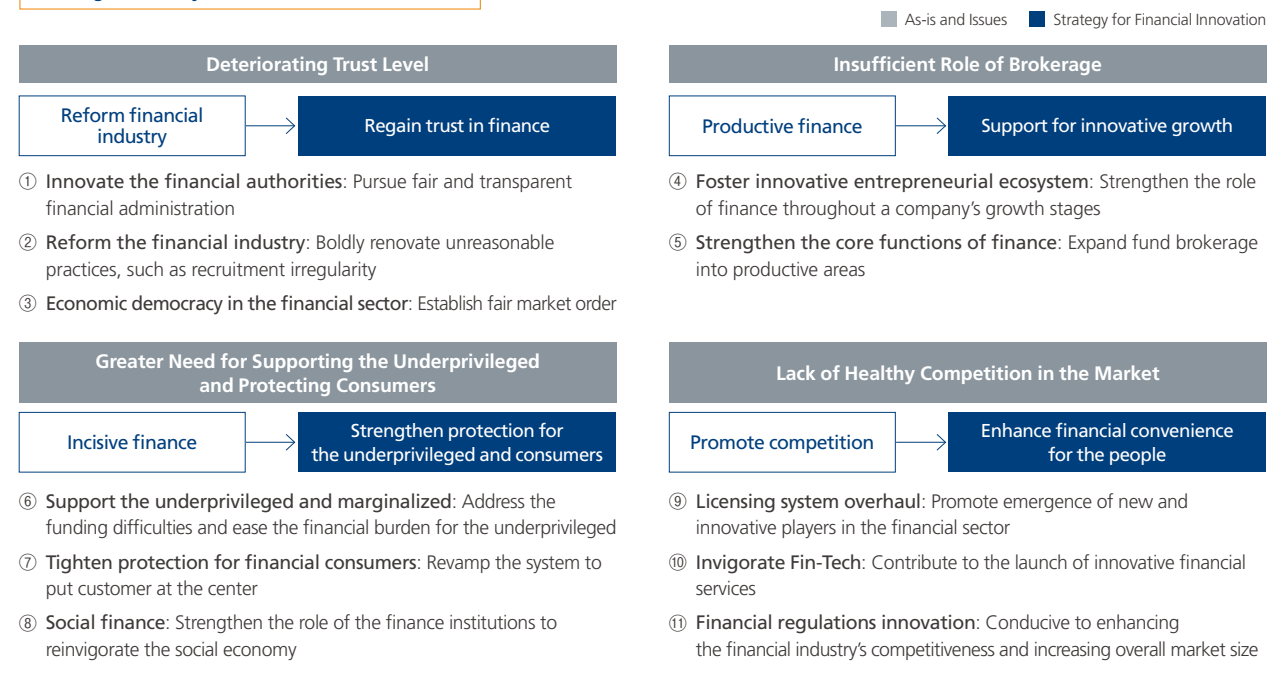 As-is and Issues
Strategy for Financial Innovation
Deteriorating Trust Level
Reform financial
industry
Regain trust in finance
① Innovate the financial authorities: Pursue fair and transparent
financial administration
② Reform the financial industry: Boldly renovate unreasonable
practices, such as recruitment irregularity
③ Economic democracy in the financial sector: Establish fair market order
Insufficient Role of Brokerage
Productive finance
Support for innovative growth
④ Foster innovative entrepreneurial ecosystem: Strengthen the role
of finance throughout a company’s growth stages
⑤ Strengthen the core functions of finance: Expand fund brokerage
into productive areas
Greater Need for Supporting the Underprivileged
and Protecting Consumers
Incisive finance
Strengthen protection for
the underprivileged and consumers
⑥ Support the underprivileged and marginalized: Address the
funding difficulties and ease the financial burden for the underprivileged
⑦ Tighten protection for financial consumers: Revamp the system to
put customer at the center
⑧ Social finance: Strengthen the role of the finance institutions to
reinvigorate the social economy
Lack of Healthy Competition in the Market
Promote competition
Enhance financial convenience
for the people
⑨ Licensing system overhaul: Promote emergence of new and
innovative players in the financial sector
⑩ Invigorate Fin-Tech: Contribute to the launch of innovative financial
services
⑪ Financial regulations innovation: Conducive to enhancing
the financial industry’s competitiveness and increasing overall market size